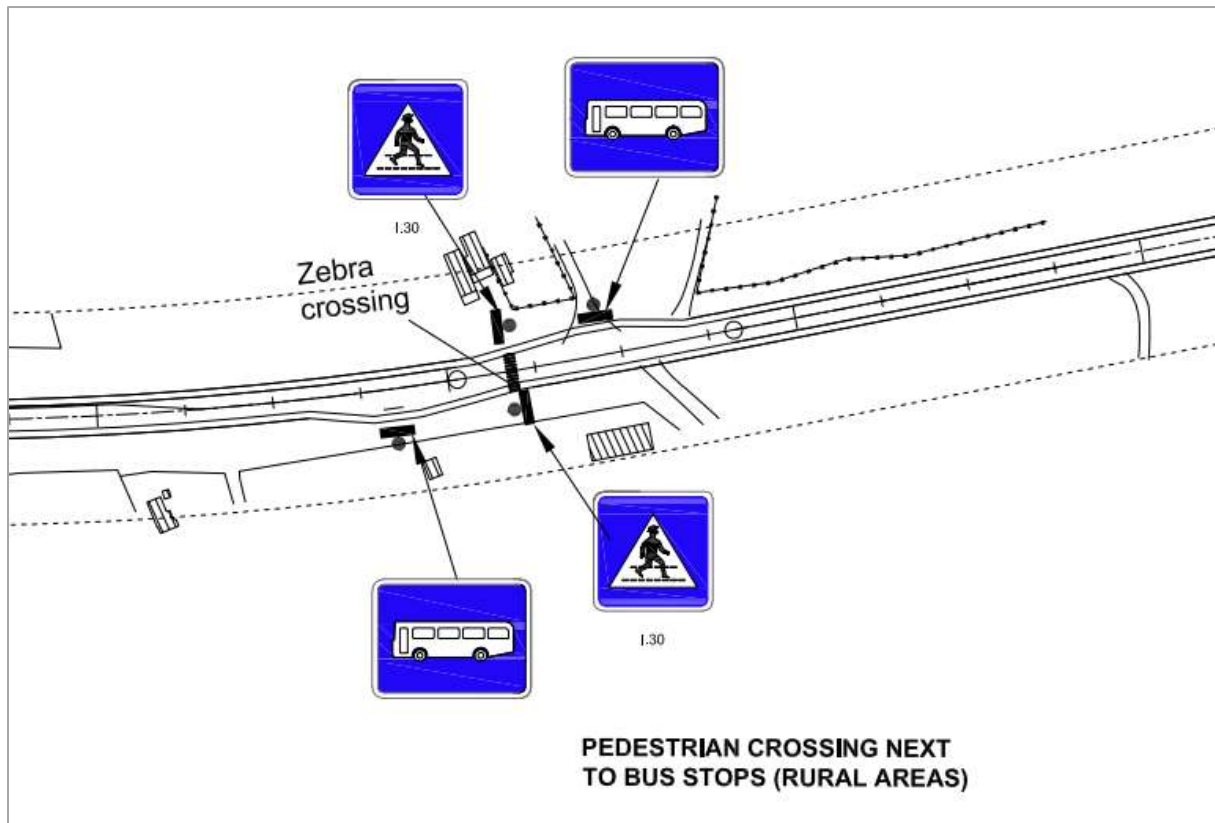 I.30
Zebra
crossing
I.30
PEDESTRIAN CROSSING NEXT
TO BUS STOPS (RURAL AREAS)